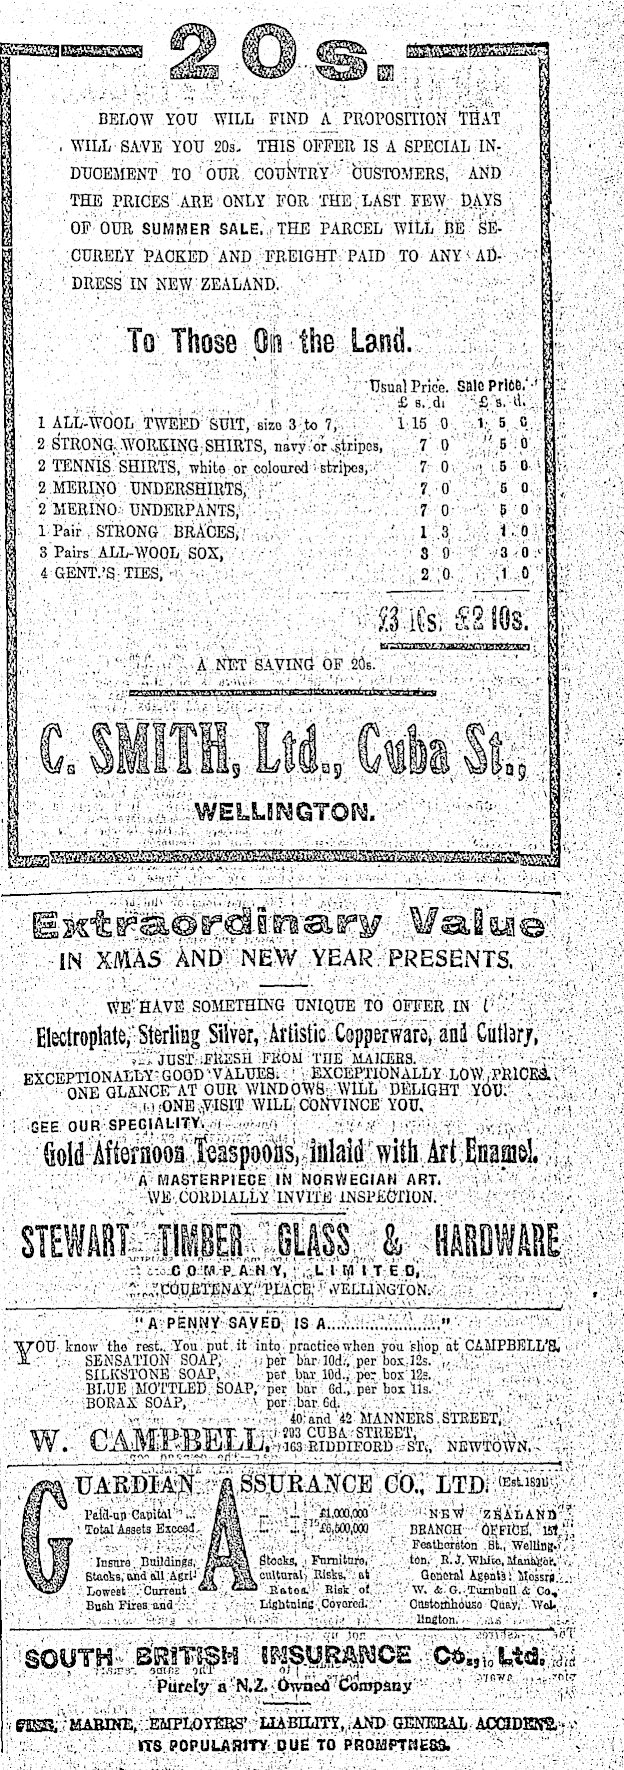 20s.
BELOW YOU WILL FIND A PROPOSITION THAT
WILL SAVE YOU 20s. THIS OFFER IS A SPECIAL IN-
DUCEMENT TO OUR COUNTRY CUSTOMERS, AND
THE PRICES ARE ONLY FOR THE LAST FEW DAYS
OF OUR SUMMER SALE. THE PARCEL WILL BE SE-
CURELY PACKED AND FREIGHT PAID TO ANY AD-
DRESS IN NEW ZEALAND.
To Those On the Land.
Usual Price. Sale Price.
£ s. d. £ s. d.
1 ALL-WOOL TWEED SUIT, size 3 to 7, 1 15 0 1 5 0
2 STRONG WORKING SHIRTS, navy or stripes, 7 0 5 0
2 TENNIS SHIRTS, white or coloured stripes, 7 0 5 0
2 MERINO UNDERSHIRTS, 7 0 5 0
2 MERINO UNDERPANTS, 7 0 5 0
1 Pair STRONG BRACES, 1 3 1 0
3 Pairs ALL-WOOL SOX, 3 9 3 0
4 GENT.'S TIES, 2 0 1 0
£3 10s. £2 10s.
A NET SAVING OF 20s.
C. SMITH, Ltd., Cuba St.,
WELLINGTON.
Extraordinary Value
IN XMAS AND NEW YEAR PRESENTS.
WE HAVE SOMETHING UNIQUE TO OFFER IN
Electroplate, Sterling Silver, Artistic Copperware, and Cutlery,
JUST FRESH FROM THE MAKERS.
EXCEPTIONALLY GOOD VALUES. EXCEPTIONALLY LOW PRICES.
ONE GLANCE AT OUR WINDOWS WILL DELIGHT YOU.
ONE VISIT WILL CONVINCE YOU.
SEE OUR SPECIALITY.
Gold Afternoon Teaspoons, inlaid with Art Enamel.
A MASTERPIECE IN NORWEGIAN ART.
WE CORDIALLY INVITE INSPECTION.
STEWART TIMBER GLASS & HARDWARE
COMPANY, LIMITED,
COURTENAY PLACE, WELLINGTON.
"A PENNY SAVED IS A......................"
YOU know the rest. You put it into practice when you shop at CAMPBELL'S.
SENSATION SOAP, per bar 10d., per box 12s.
SILKSTONE SOAP, per bar 10d., per box 12s.
BLUE MOTTLED SOAP, per bar 6d., per box 11s.
BORAX SOAP, per bar 6d.
W. CAMPBELL, 40 and 42 MANNERS STREET,
203 CUBA STREET,
163 RIDDIFORD ST., NEWTOWN.
GUARDIAN ASSURANCE CO., LTD. (Est. 1821)
Paid-up Capital ... ... ... £1,000,000
Total Assets Exceed ... ... £6,500,000
Insure Buildings, Stocks, Furniture,
Stacks, and all Agricultural Risks, at
Lowest Current Rates. Risk of
Bush Fires and Lightning Covered.
NEW ZEALAND
BRANCH OFFICE, 157,
Featherston St., Welling-
ton. R. J. White, Manager.
General Agents: Messrs
W. & G. Turnbull & Co.,
Customhouse Quay, Wel-
lington.
SOUTH BRITISH INSURANCE Co., Ltd.
Purely a N.Z. Owned Company
FIRE, MARINE, EMPLOYERS' LIABILITY, AND GENERAL ACCIDENT.
ITS POPULARITY DUE TO PROMPTNESS.